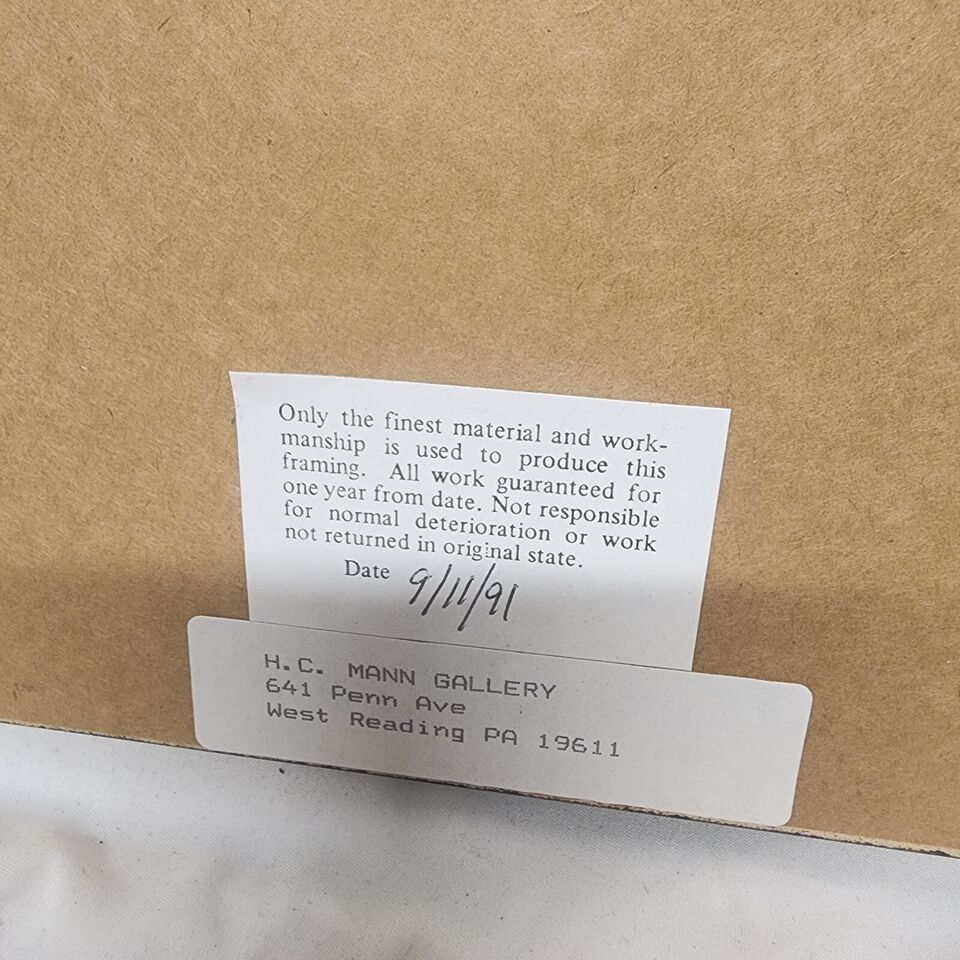 Only the finest material and work-
manship is used to produce this
framing. All work guaranteed for
one year from date. Not responsible
for normal deterioration or work
not returned in original state.
Date 9/11/91
H.C. MANN GALLERY
641 Penn Ave
West Reading PA 19611